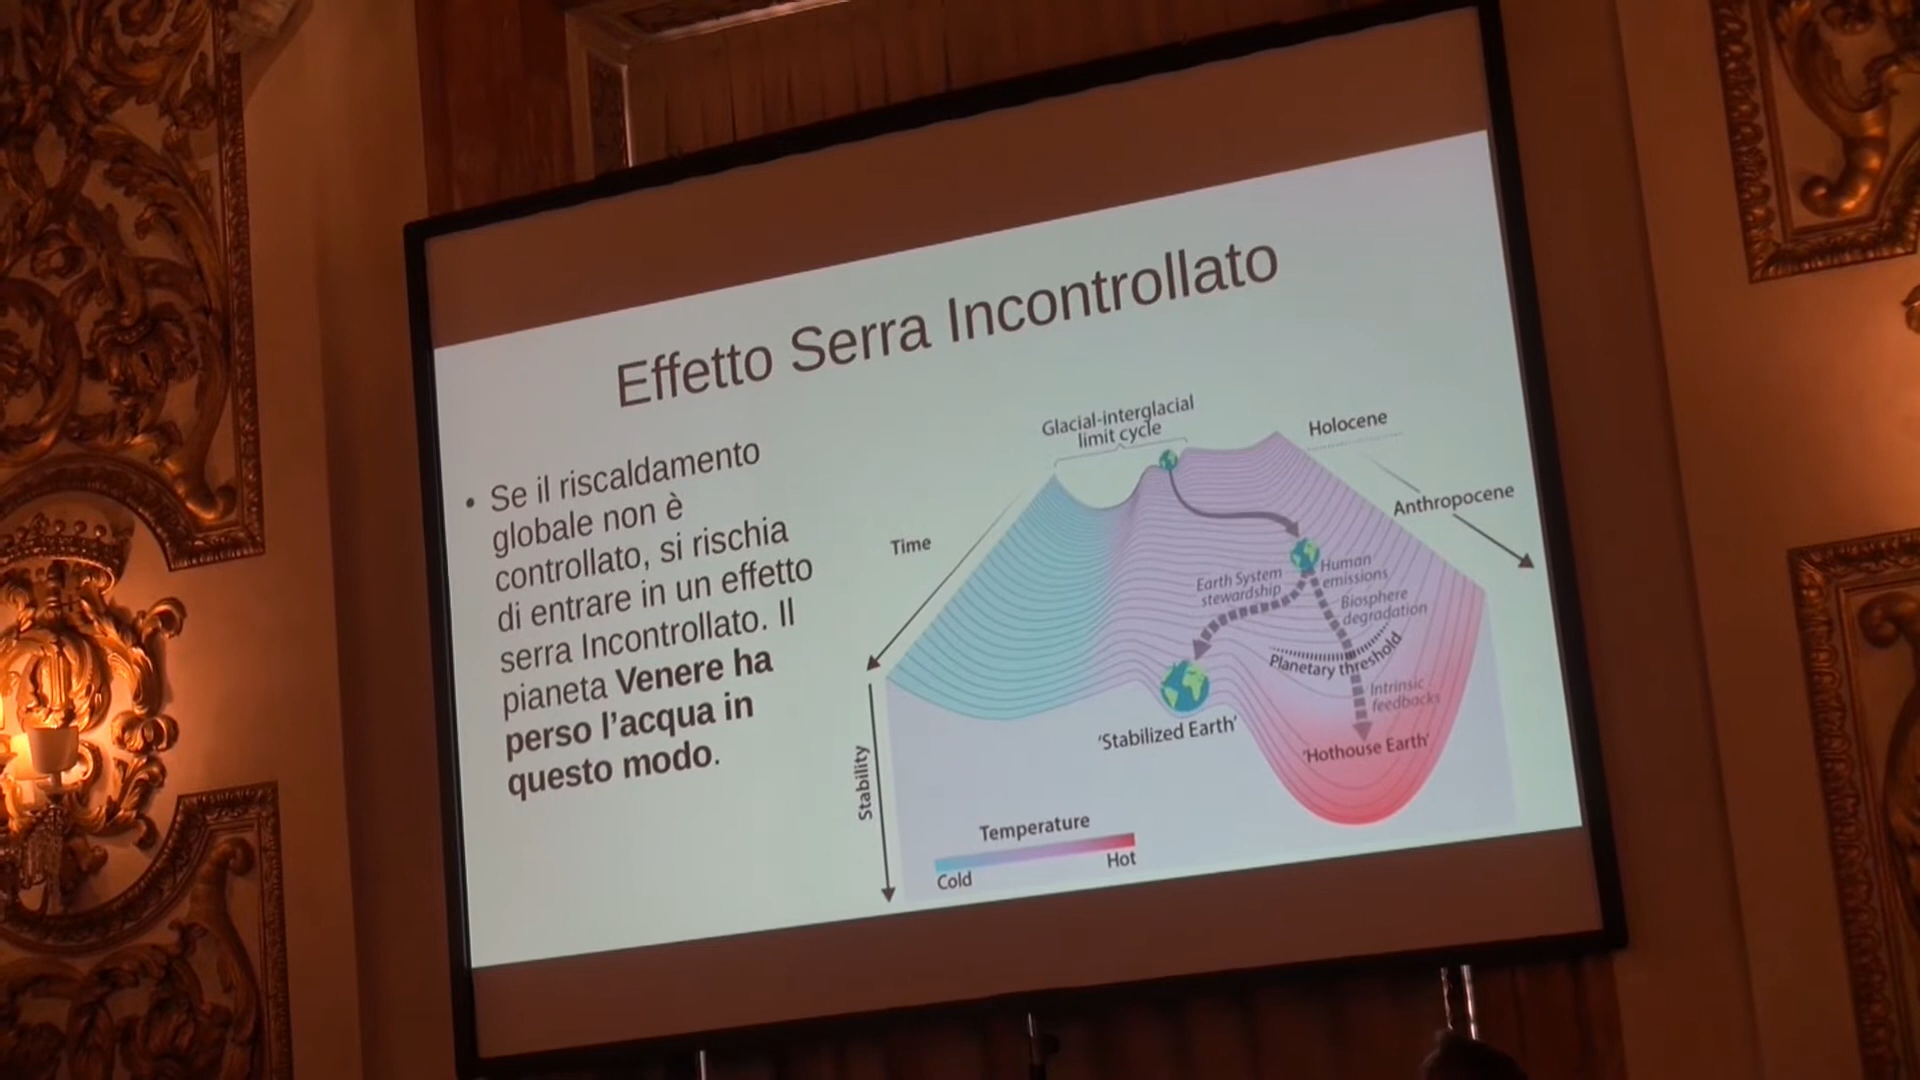 Effetto Serra Incontrollato
• Se il riscaldamento
globale non è
controllato, si rischia
di entrare in un effetto
serra Incontrollato. Il
pianeta Venere ha
perso l'acqua in
questo modo.
Glacial-interglacial
limit cycle
Holocene
Anthropocene
Time
Human
emissions
Earth System
stewardship
Biosphere
degradation
Planetary threshold
Intrinsic
feedbacks
'Stabilized Earth'
'Hothouse Earth'
Stability
Temperature
Cold
Hot